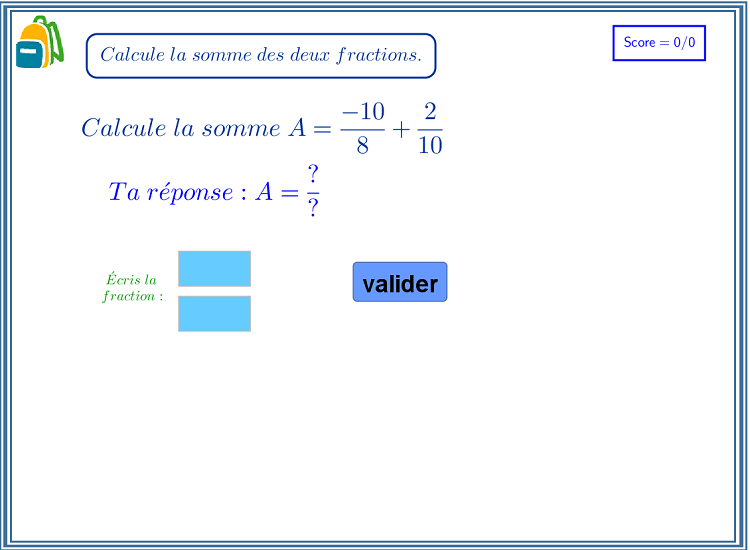 Calcule la somme des deux fractions.
Score = 0/0
Calcule la somme A = \frac{-10}{8} + \frac{2}{10}
Ta réponse : A = \frac{?}{?}
Écris la
fraction :
valider